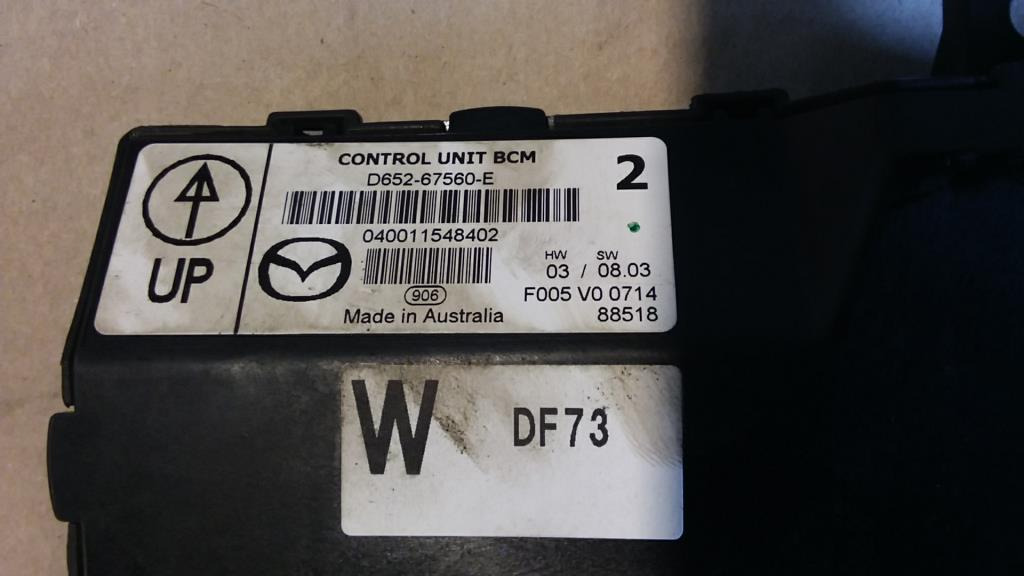 CONTROL UNIT BCM
D652-67560-E
2
040011548402
UP
HW SW
03 / 08.03
906
F005 V0 0714
Made in Australia
88518
W DF73